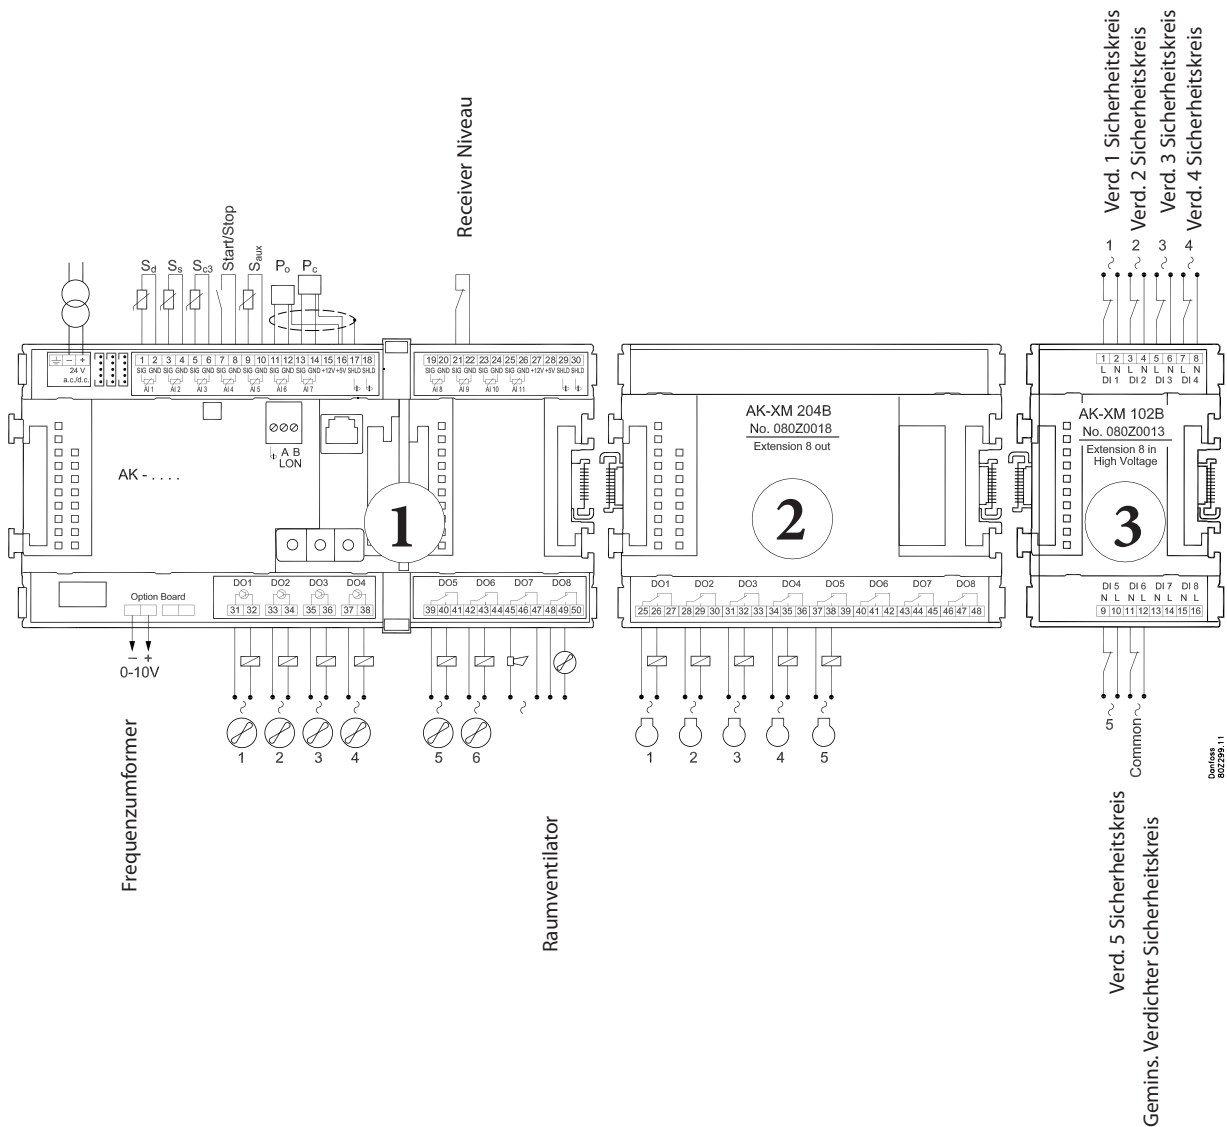 Verd. 1 Sicherheitskreis
Verd. 2 Sicherheitskreis
Verd. 3 Sicherheitskreis
Verd. 4 Sicherheitskreis
Receiver Niveau
Sd
Ss
Sc3
Start/Stop
Saux
Po
Pc
1
2
3
4
− +
24 V
a.c./d.c.
1 2 3 4 5 6 7 8 9 10 11 12 13 14 15 16 17 18
SIG GND SIG GND SIG GND SIG GND SIG GND SIG GND SIG GND +12V +5V SHLD SHLD
AI 1 AI 2 AI 3 AI 4 AI 5 AI 6 AI 7
19 20 21 22 23 24 25 26 27 28 29 30
SIG GND SIG GND SIG GND SIG GND +12V +5V SHLD SHLD
AI 8 AI 9 AI 10 AI 11
1 2 3 4 5 6 7 8
L N L N L N L N
DI 1 DI 2 DI 3 DI 4
AK - . . . .
A B
LON
1
AK-XM 204B
No. 080Z0018
Extension 8 out
2
AK-XM 102B
No. 080Z0013
Extension 8 in
High Voltage
3
Option Board
DO1 DO2 DO3 DO4
31 32 33 34 35 36 37 38
DO5 DO6 DO7 DO8
39 40 41 42 43 44 45 46 47 48 49 50
DO1 DO2 DO3 DO4 DO5 DO6 DO7 DO8
25 26 27 28 29 30 31 32 33 34 35 36 37 38 39 40 41 42 43 44 45 46 47 48
DI 5 DI 6 DI 7 DI 8
N L N L N L N L
9 10 11 12 13 14 15 16
− +
0-10V
1 2 3 4 5 6
1 2 3 4 5
5
Common
Frequenzumformer
Raumventilator
Verd. 5 Sicherheitskreis
Gemins. Verdichter Sicherheitskreis
Danfoss
80Z299.11